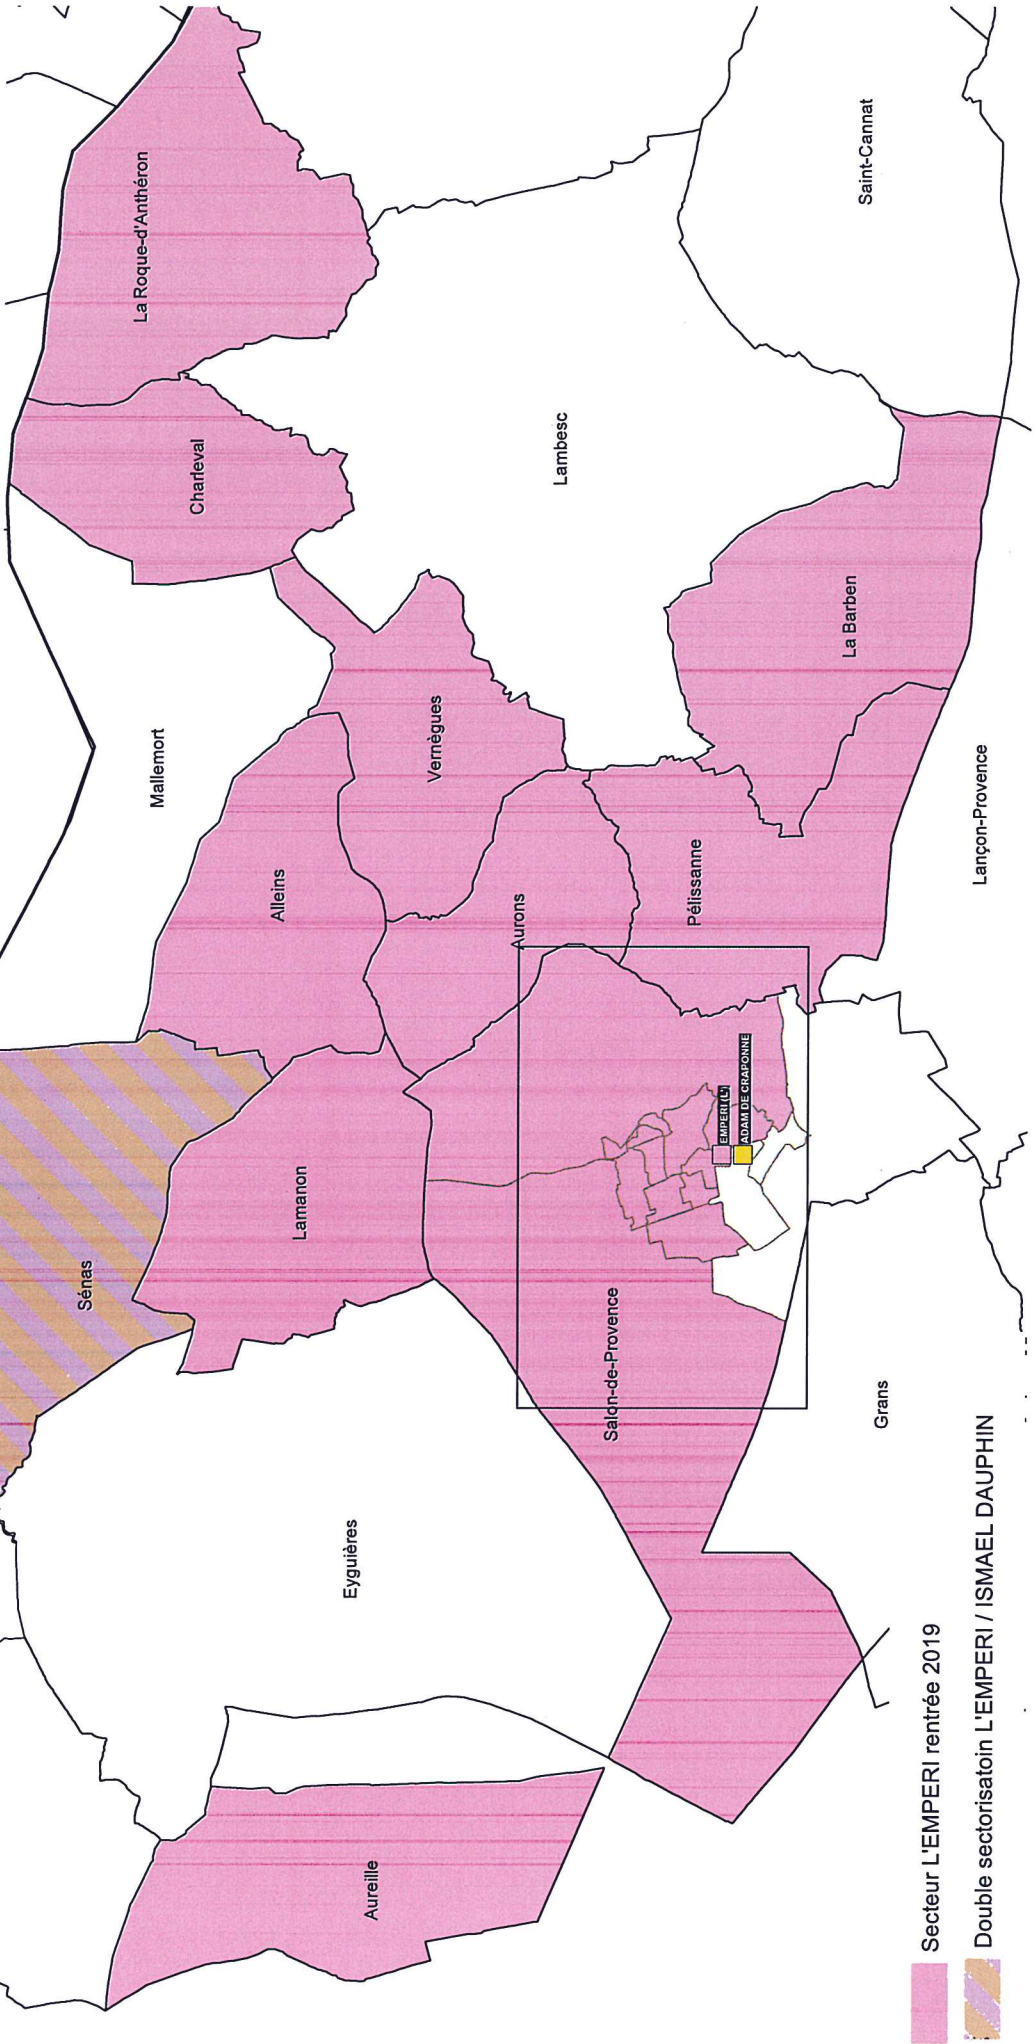 Aureille
Eyguières
Sénas
Lamanon
Salon-de-Provence
Grans
EMPERI (L')
ADAM DE CRAPONNE
Mallemort
Alleins
Aurons
Vernègues
Pélissanne
Lançon-Provence
La Barben
Charleval
Lambesc
La Roque-d'Anthéron
Saint-Cannat
Secteur L'EMPERI rentrée 2019
Double sectorisatoin L'EMPERI / ISMAEL DAUPHIN